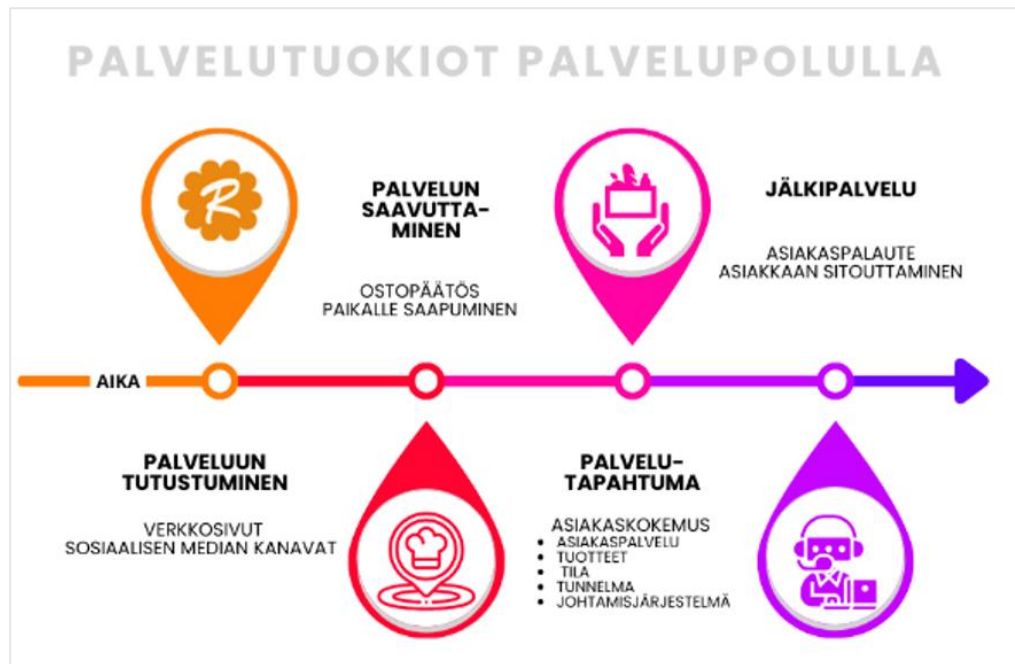 PALVELUTUOKIOT PALVELUPOLULLA
R
PALVELUN
SAAVUTTA-
MINEN
OSTOPÄÄTÖS
PAIKALLE SAAPUMINEN
JÄLKIPALVELU
ASIAKASPALAUTE
ASIAKKAAN SITOUTTAMINEN
AIKA
PALVELUUN
TUTUSTUMINEN
VERKKOSIVUT
SOSIAALISEN MEDIAN KANAVAT
PALVELU-
TAPAHTUMA
ASIAKASKOKEMUS
• ASIAKASPALVELU
• TUOTTEET
• TILA
• TUNNELMA
• JOHTAMISJÄRJESTELMÄ